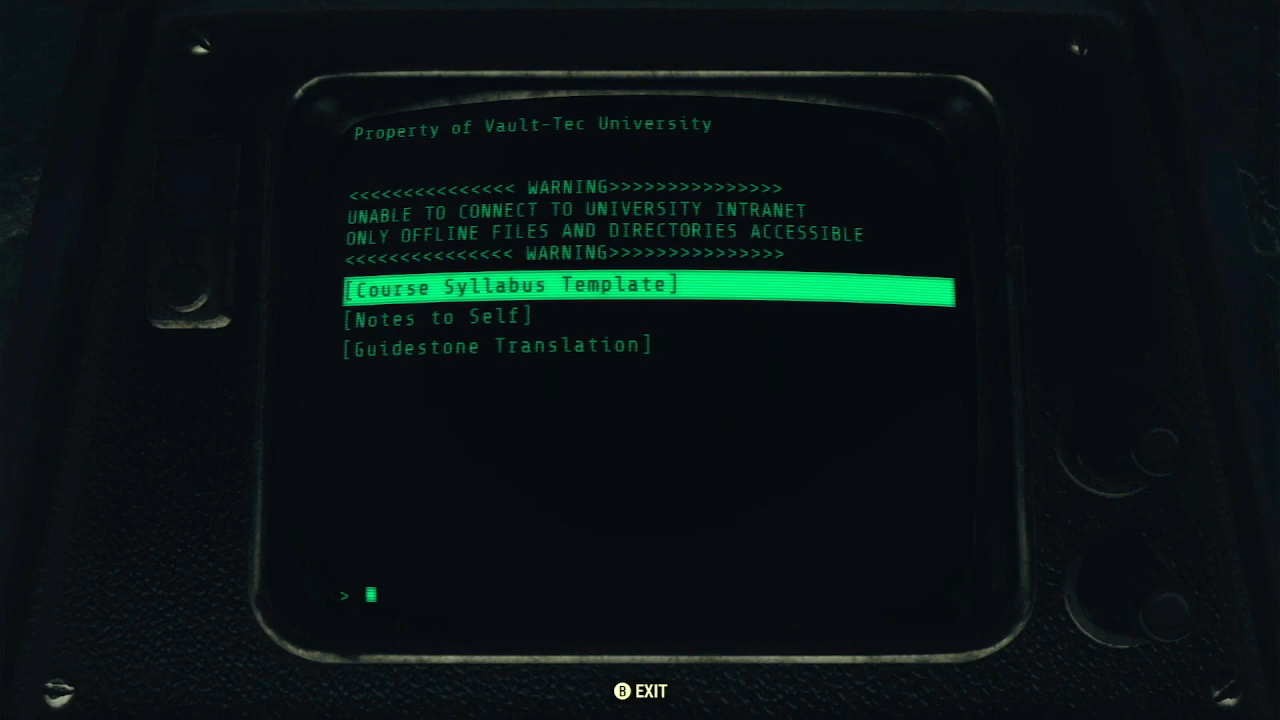 Property of Vault-Tec University
<<<<<<<<<<<<<<< WARNING>>>>>>>>>>>>>>>
UNABLE TO CONNECT TO UNIVERSITY INTRANET
ONLY OFFLINE FILES AND DIRECTORIES ACCESSIBLE
<<<<<<<<<<<<<<< WARNING>>>>>>>>>>>>>>>
[Course Syllabus Template]
[Notes to Self]
[Guidestone Translation]
>
B EXIT